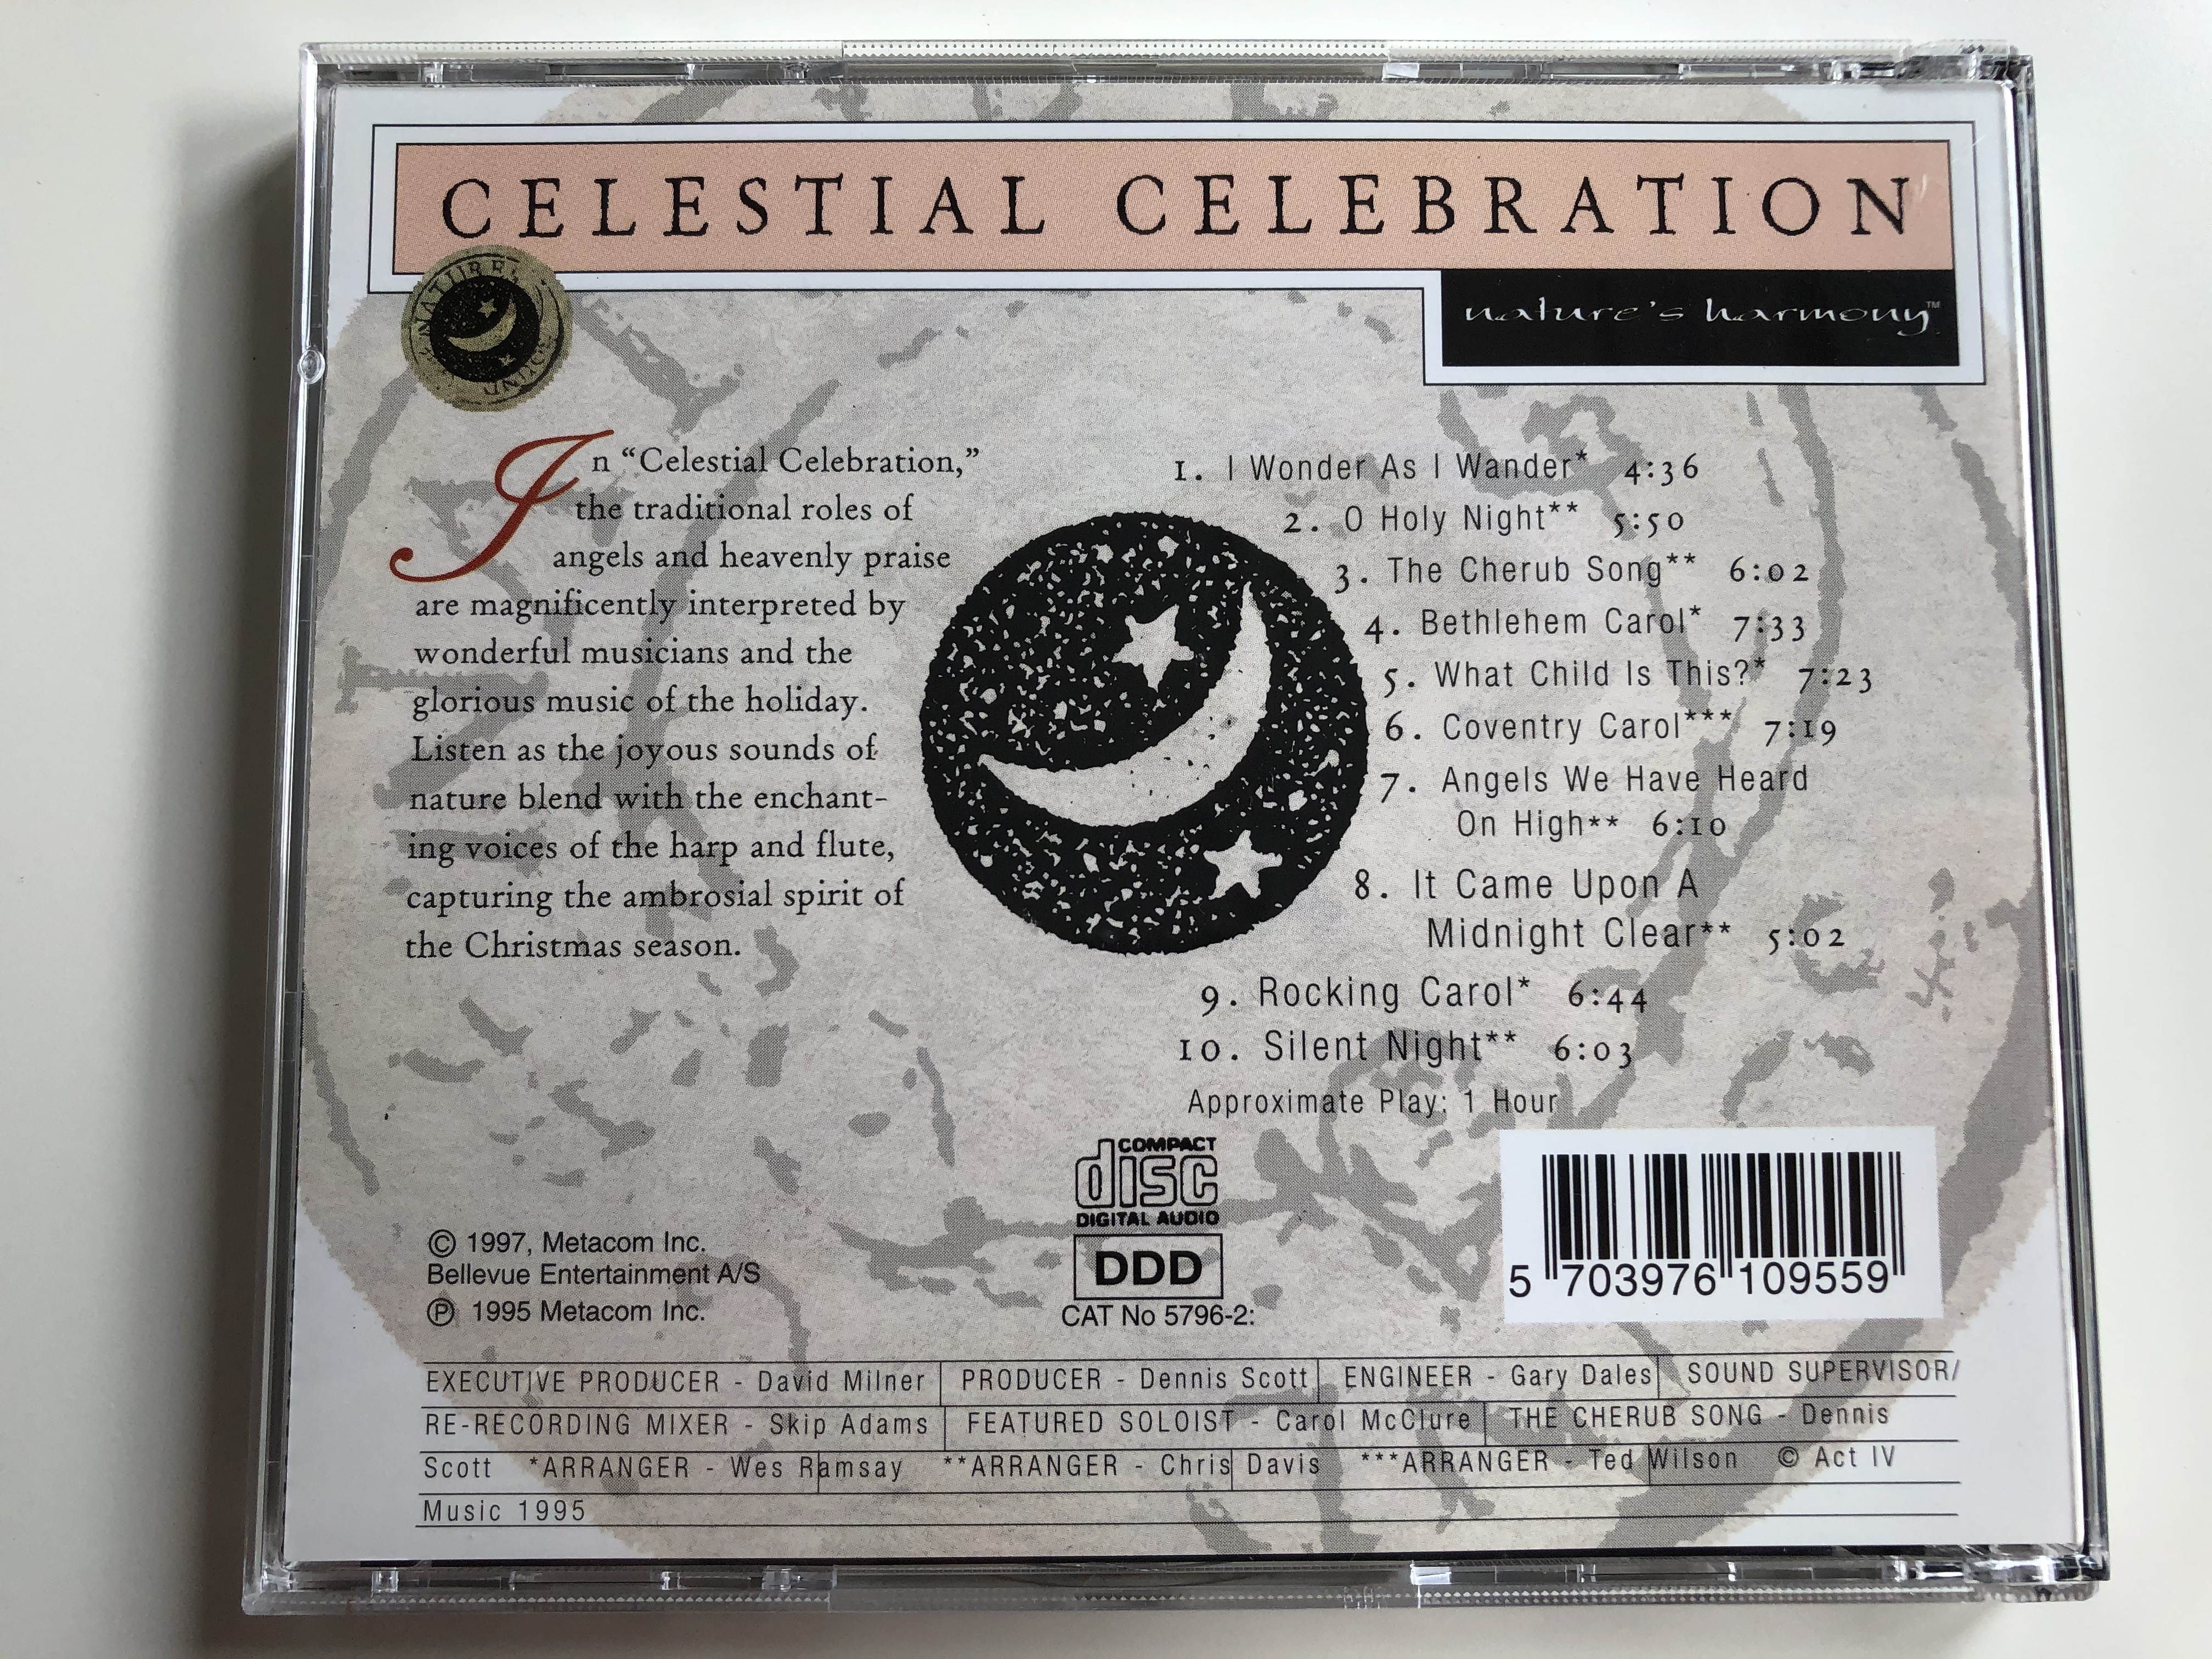 CELESTIAL CELEBRATION
nature's harmony™
NATURE
In “Celestial Celebration,”
the traditional roles of
angels and heavenly praise
are magnificently interpreted by
wonderful musicians and the
glorious music of the holiday.
Listen as the joyous sounds of
nature blend with the enchant-
ing voices of the harp and flute,
capturing the ambrosial spirit of
the Christmas season.
1. I Wonder As I Wander* 4:36
2. O Holy Night** 5:50
3. The Cherub Song** 6:02
4. Bethlehem Carol* 7:33
5. What Child Is This?* 7:23
6. Coventry Carol*** 7:19
7. Angels We Have Heard
On High** 6:10
8. It Came Upon A
Midnight Clear** 5:02
9. Rocking Carol* 6:44
10. Silent Night** 6:03
Approximate Play: 1 Hour
COMPACT
disc
DIGITAL AUDIO
DDD
CAT No 5796-2:
© 1997, Metacom Inc.
Bellevue Entertainment A/S
℗ 1995 Metacom Inc.
5 703976 109559
EXECUTIVE PRODUCER - David Milner PRODUCER - Dennis Scott ENGINEER - Gary Dales SOUND SUPERVISOR/
RE-RECORDING MIXER - Skip Adams FEATURED SOLOIST - Carol McClure THE CHERUB SONG - Dennis
Scott *ARRANGER - Wes Ramsay **ARRANGER - Chris Davis ***ARRANGER - Ted Wilson © Act IV
Music 1995